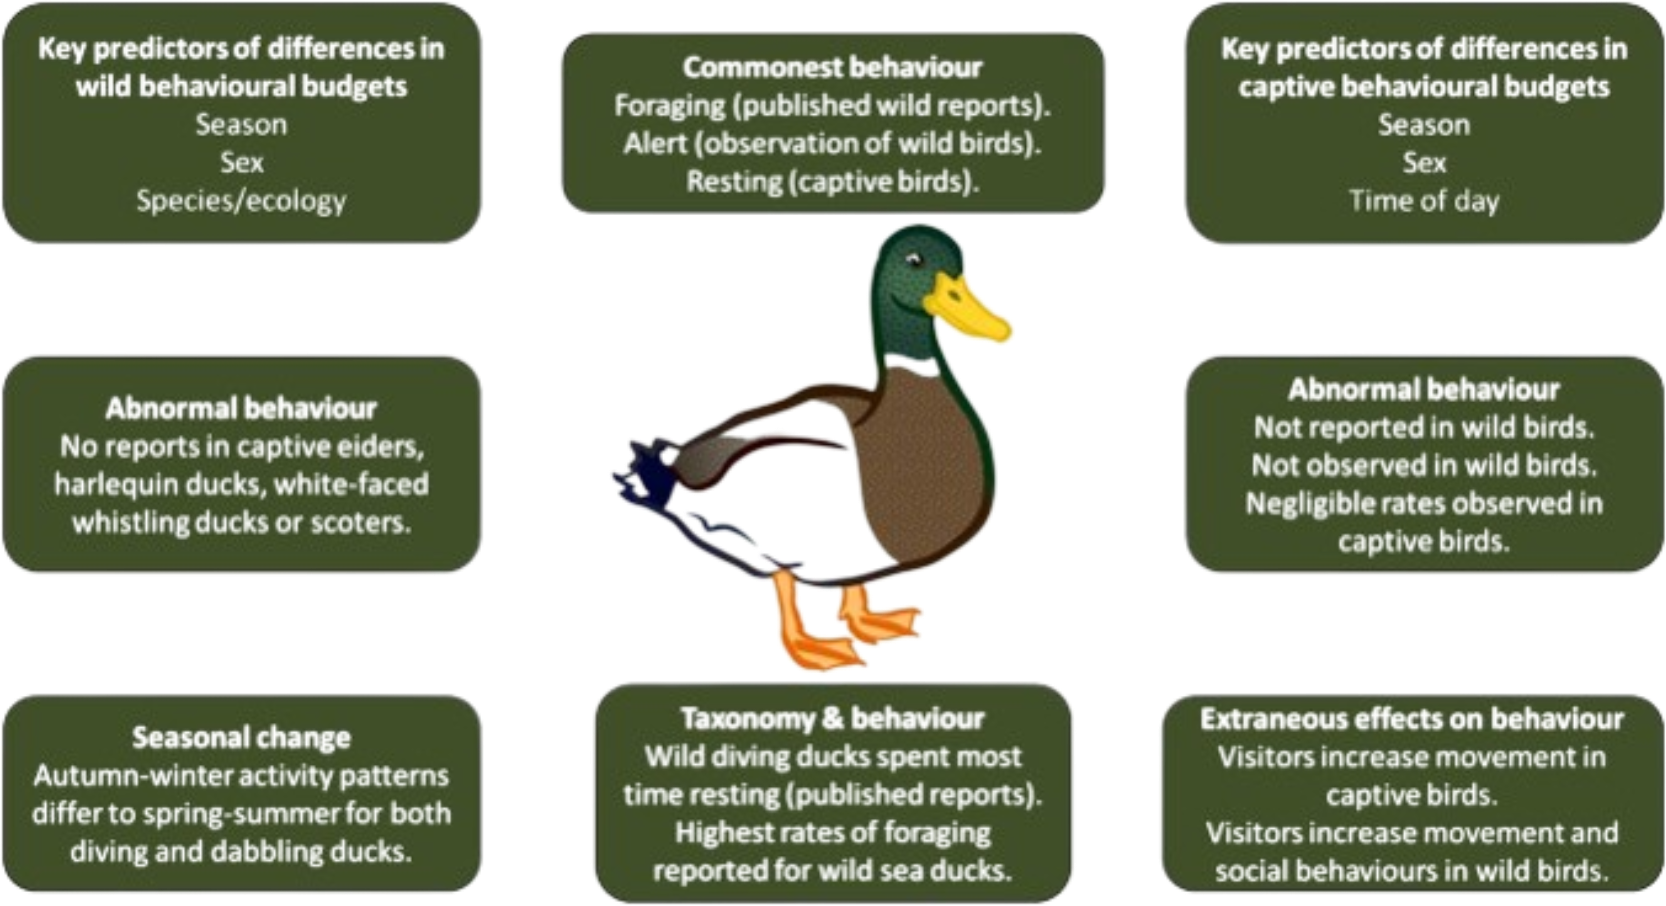 Key predictors of differences in
wild behavioural budgets
Season
Sex
Species/ecology
Commonest behaviour
Foraging (published wild reports).
Alert (observation of wild birds).
Resting (captive birds).
Key predictors of differences in
captive behavioural budgets
Season
Sex
Time of day
Abnormal behaviour
No reports in captive eiders,
harlequin ducks, white-faced
whistling ducks or scoters.
Abnormal behaviour
Not reported in wild birds.
Not observed in wild birds.
Negligible rates observed in
captive birds.
Seasonal change
Autumn-winter activity patterns
differ to spring-summer for both
diving and dabbling ducks.
Taxonomy & behaviour
Wild diving ducks spent most
time resting (published reports).
Highest rates of foraging
reported for wild sea ducks.
Extraneous effects on behaviour
Visitors increase movement in
captive birds.
Visitors increase movement and
social behaviours in wild birds.